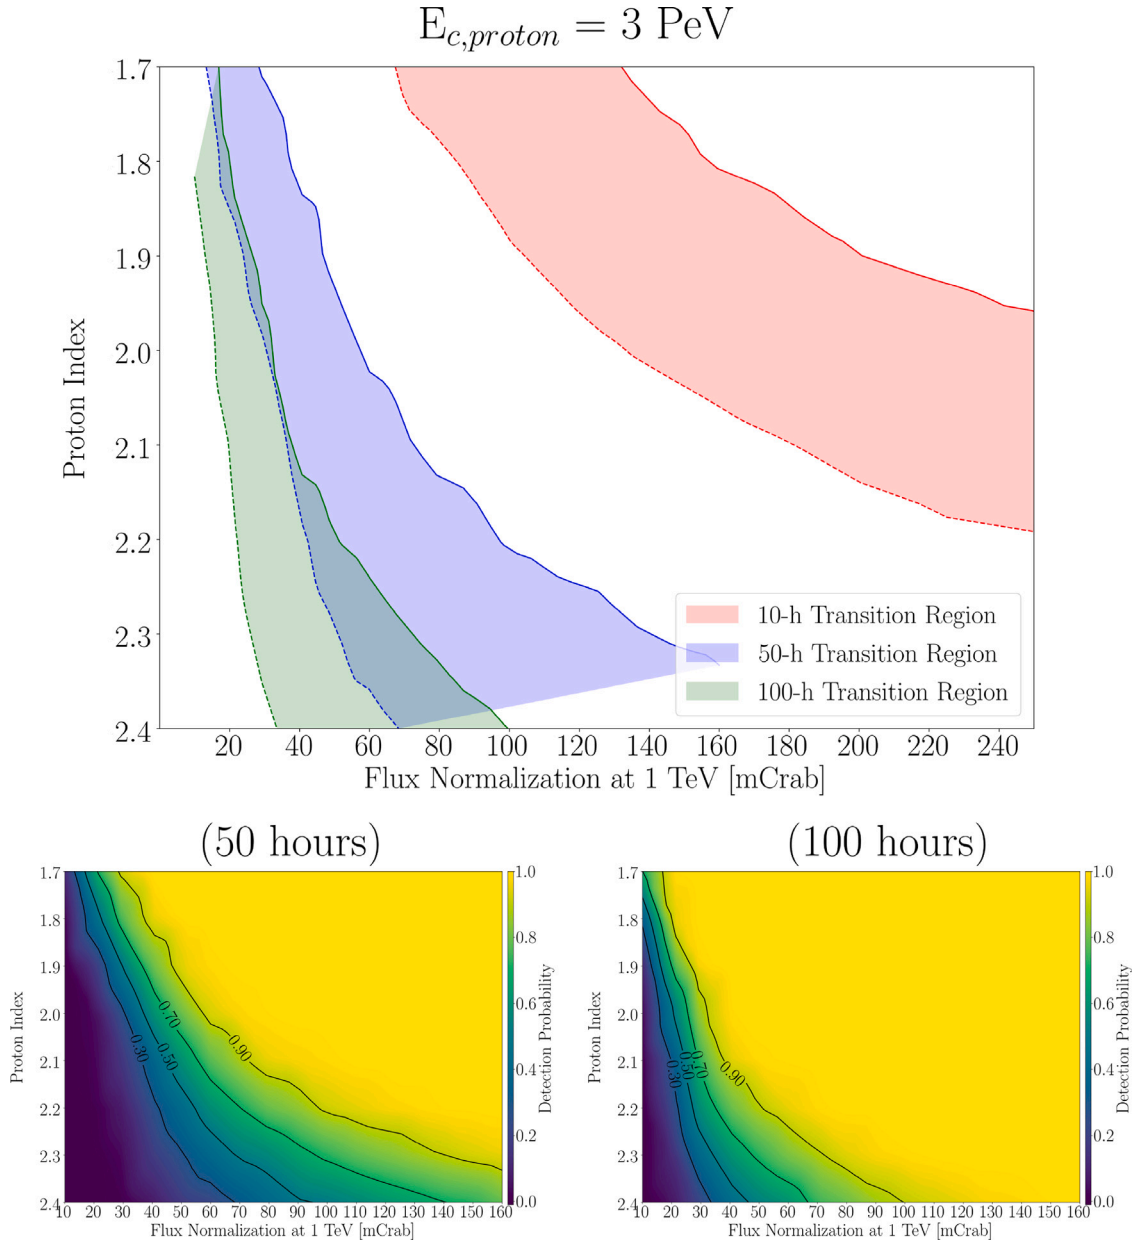 E_{c,proton} = 3 PeV
1.7
1.8
1.9
2.0
2.1
2.2
2.3
2.4
Proton Index
10-h Transition Region
50-h Transition Region
100-h Transition Region
20 40 60 80 100 120 140 160 180 200 220 240
Flux Normalization at 1 TeV [mCrab]
(50 hours)
1.7
1.8
1.9
2.0
2.1
2.2
2.3
2.4
Proton Index
0.30
0.50
0.70
0.90
10 20 30 40 50 60 70 80 90 100 110 120 130 140 150 160
Flux Normalization at 1 TeV [mCrab]
1.0
0.8
0.6
0.4
0.2
0.0
Detection Probability
(100 hours)
1.7
1.8
1.9
2.0
2.1
2.2
2.3
2.4
Proton Index
0.30
0.50
0.70
0.90
10 20 30 40 50 60 70 80 90 100 110 120 130 140 150 160
Flux Normalization at 1 TeV [mCrab]
1.0
0.8
0.6
0.4
0.2
0.0
Detection Probability